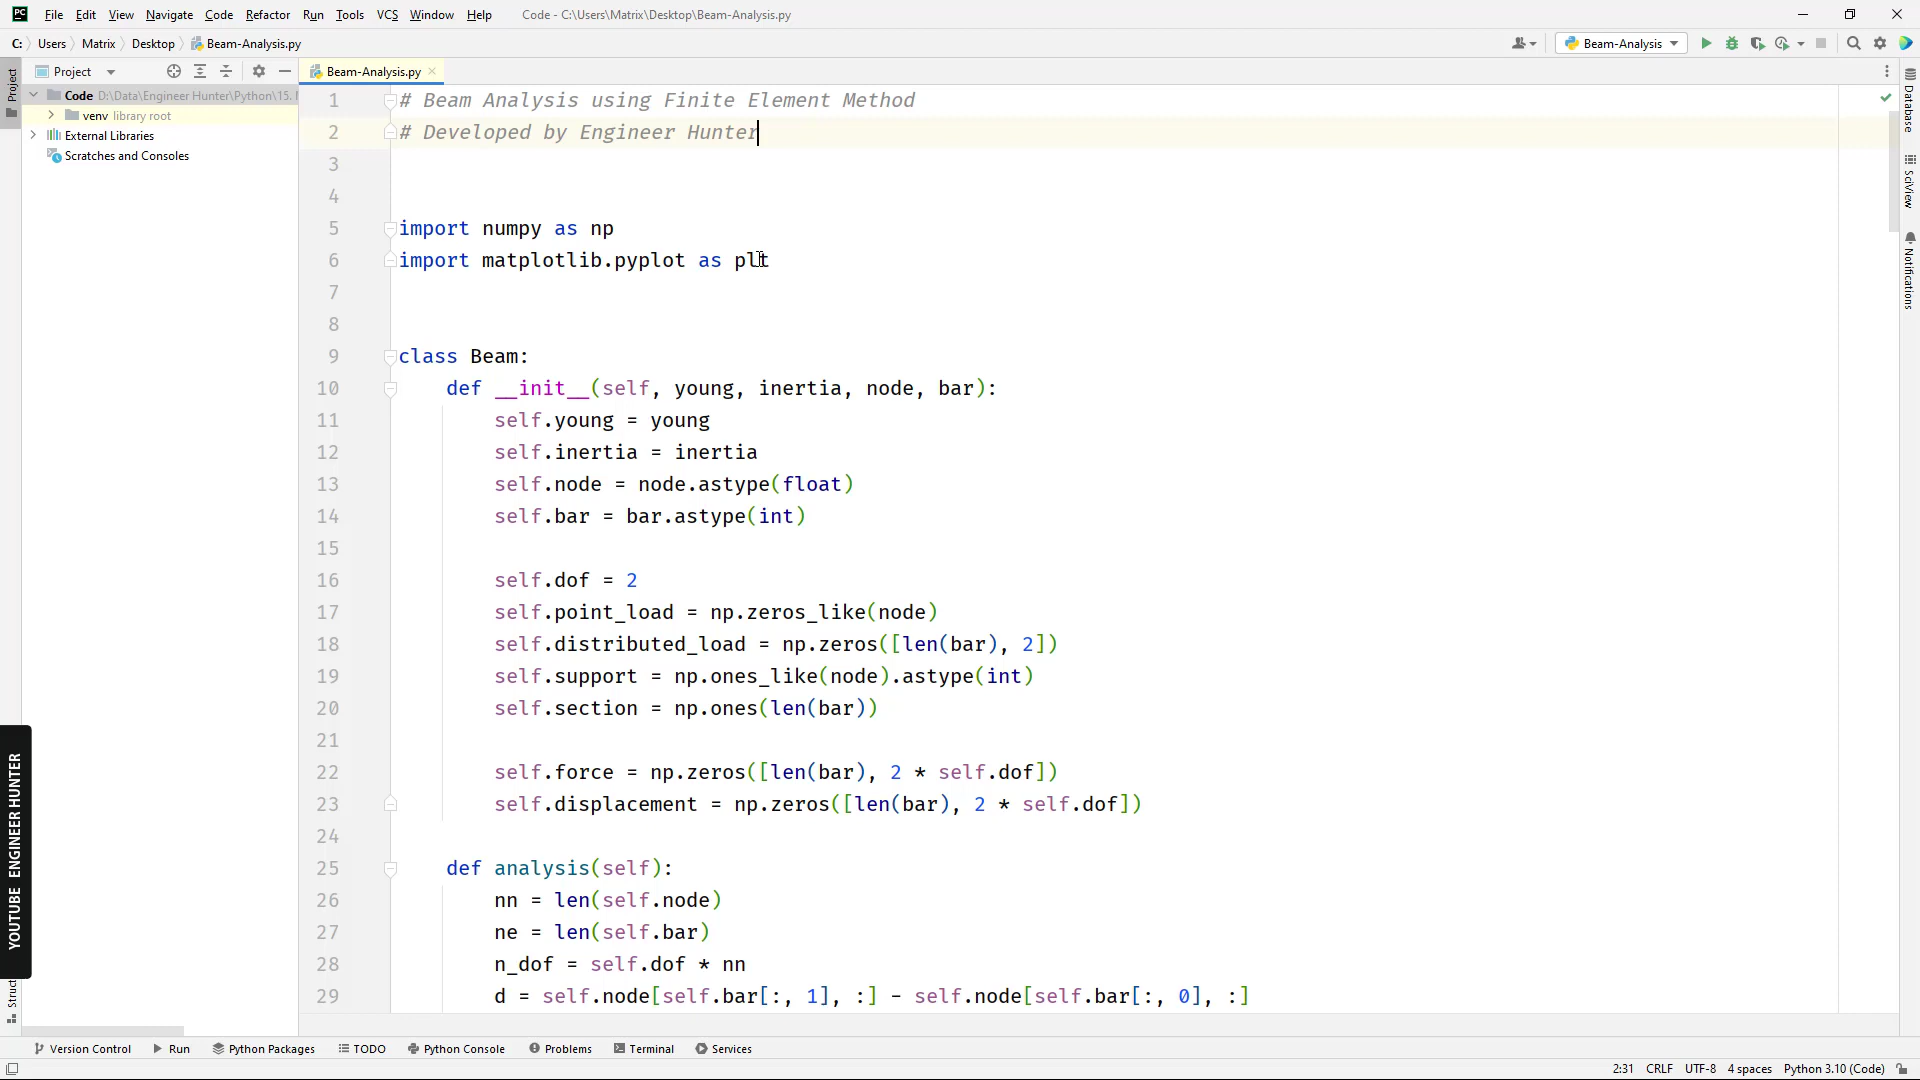 PC File Edit View Navigate Code Refactor Run Tools VCS Window Help Code - C:\Users\Matrix\Desktop\Beam-Analysis.py
C: Users Matrix Desktop Beam-Analysis.py Beam-Analysis
Project
Project
Beam-Analysis.py
Code D:\Data\Engineer Hunter\Python\15.
venv library root
External Libraries
Scratches and Consoles
1 # Beam Analysis using Finite Element Method
2 # Developed by Engineer Hunter
3
4
5 import numpy as np
6 import matplotlib.pyplot as plt
7
8
9 class Beam:
10 def __init__(self, young, inertia, node, bar):
11 self.young = young
12 self.inertia = inertia
13 self.node = node.astype(float)
14 self.bar = bar.astype(int)
15
16 self.dof = 2
17 self.point_load = np.zeros_like(node)
18 self.distributed_load = np.zeros([len(bar), 2])
19 self.support = np.ones_like(node).astype(int)
20 self.section = np.ones(len(bar))
21
22 self.force = np.zeros([len(bar), 2 * self.dof])
23 self.displacement = np.zeros([len(bar), 2 * self.dof])
24
25 def analysis(self):
26 nn = len(self.node)
27 ne = len(self.bar)
28 n_dof = self.dof * nn
29 d = self.node[self.bar[:, 1], :] - self.node[self.bar[:, 0], :]
Database
SciView
Notifications
YOUTUBE ENGINEER HUNTER
Struct
Version Control Run Python Packages TODO Python Console Problems Terminal Services
2:31 CRLF UTF-8 4 spaces Python 3.10 (Code)